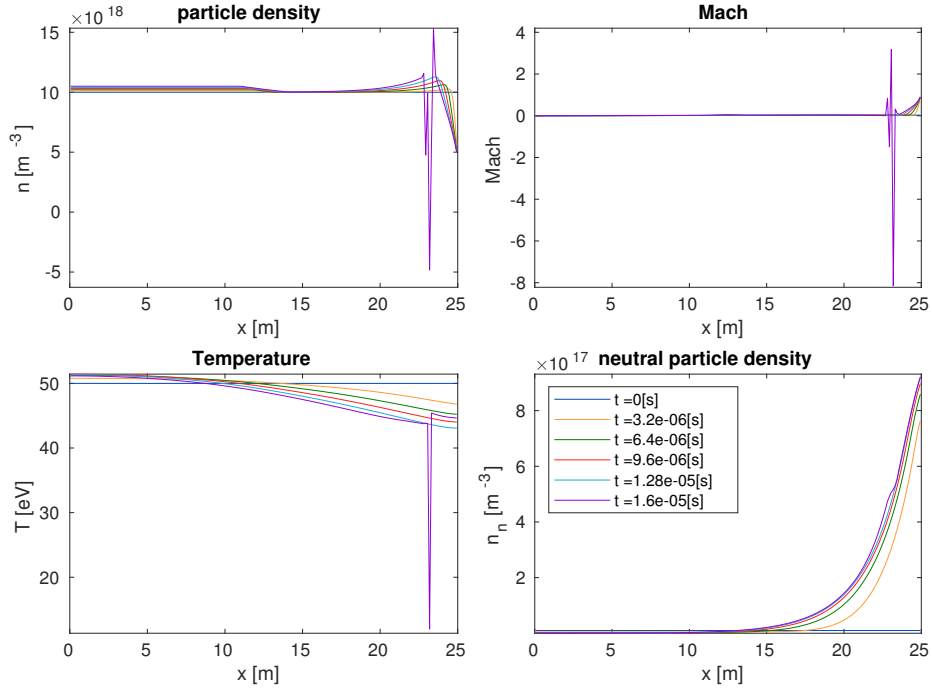 particle density
×10 18
n [m -3]
15
10
5
0
-5
0 5 10 15 20 25
x [m]
Mach
Mach
4
2
0
-2
-4
-6
-8
0 5 10 15 20 25
x [m]
Temperature
T [eV]
50
40
30
20
0 5 10 15 20 25
x [m]
neutral particle density
×10 17
n n [m -3]
8
6
4
2
t =0[s]
t =3.2e-06[s]
t =6.4e-06[s]
t =9.6e-06[s]
t =1.28e-05[s]
t =1.6e-05[s]
0 5 10 15 20 25
x [m]